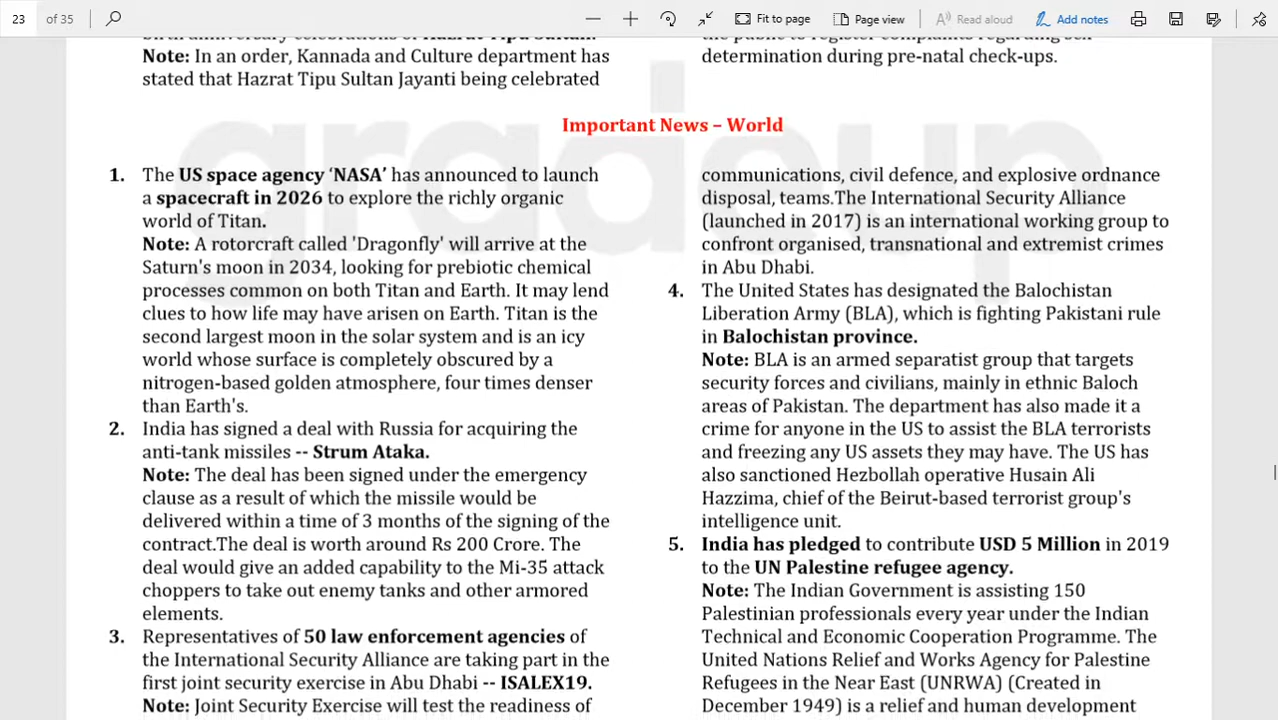 23 of 35 Fit to page Page view Read aloud Add notes
Note: In an order, Kannada and Culture department has
stated that Hazrat Tipu Sultan Jayanti being celebrated
determination during pre-natal check-ups.
Important News – World
1. The US space agency ‘NASA’ has announced to launch
a spacecraft in 2026 to explore the richly organic
world of Titan.
Note: A rotorcraft called 'Dragonfly' will arrive at the
Saturn's moon in 2034, looking for prebiotic chemical
processes common on both Titan and Earth. It may lend
clues to how life may have arisen on Earth. Titan is the
second largest moon in the solar system and is an icy
world whose surface is completely obscured by a
nitrogen-based golden atmosphere, four times denser
than Earth's.
2. India has signed a deal with Russia for acquiring the
anti-tank missiles -- Strum Ataka.
Note: The deal has been signed under the emergency
clause as a result of which the missile would be
delivered within a time of 3 months of the signing of the
contract.The deal is worth around Rs 200 Crore. The
deal would give an added capability to the Mi-35 attack
choppers to take out enemy tanks and other armored
elements.
3. Representatives of 50 law enforcement agencies of
the International Security Alliance are taking part in the
first joint security exercise in Abu Dhabi -- ISALEX19.
Note: Joint Security Exercise will test the readiness of
communications, civil defence, and explosive ordnance
disposal, teams.The International Security Alliance
(launched in 2017) is an international working group to
confront organised, transnational and extremist crimes
in Abu Dhabi.
4. The United States has designated the Balochistan
Liberation Army (BLA), which is fighting Pakistani rule
in Balochistan province.
Note: BLA is an armed separatist group that targets
security forces and civilians, mainly in ethnic Baloch
areas of Pakistan. The department has also made it a
crime for anyone in the US to assist the BLA terrorists
and freezing any US assets they may have. The US has
also sanctioned Hezbollah operative Husain Ali
Hazzima, chief of the Beirut-based terrorist group's
intelligence unit.
5. India has pledged to contribute USD 5 Million in 2019
to the UN Palestine refugee agency.
Note: The Indian Government is assisting 150
Palestinian professionals every year under the Indian
Technical and Economic Cooperation Programme. The
United Nations Relief and Works Agency for Palestine
Refugees in the Near East (UNRWA) (Created in
December 1949) is a relief and human development
gradeup